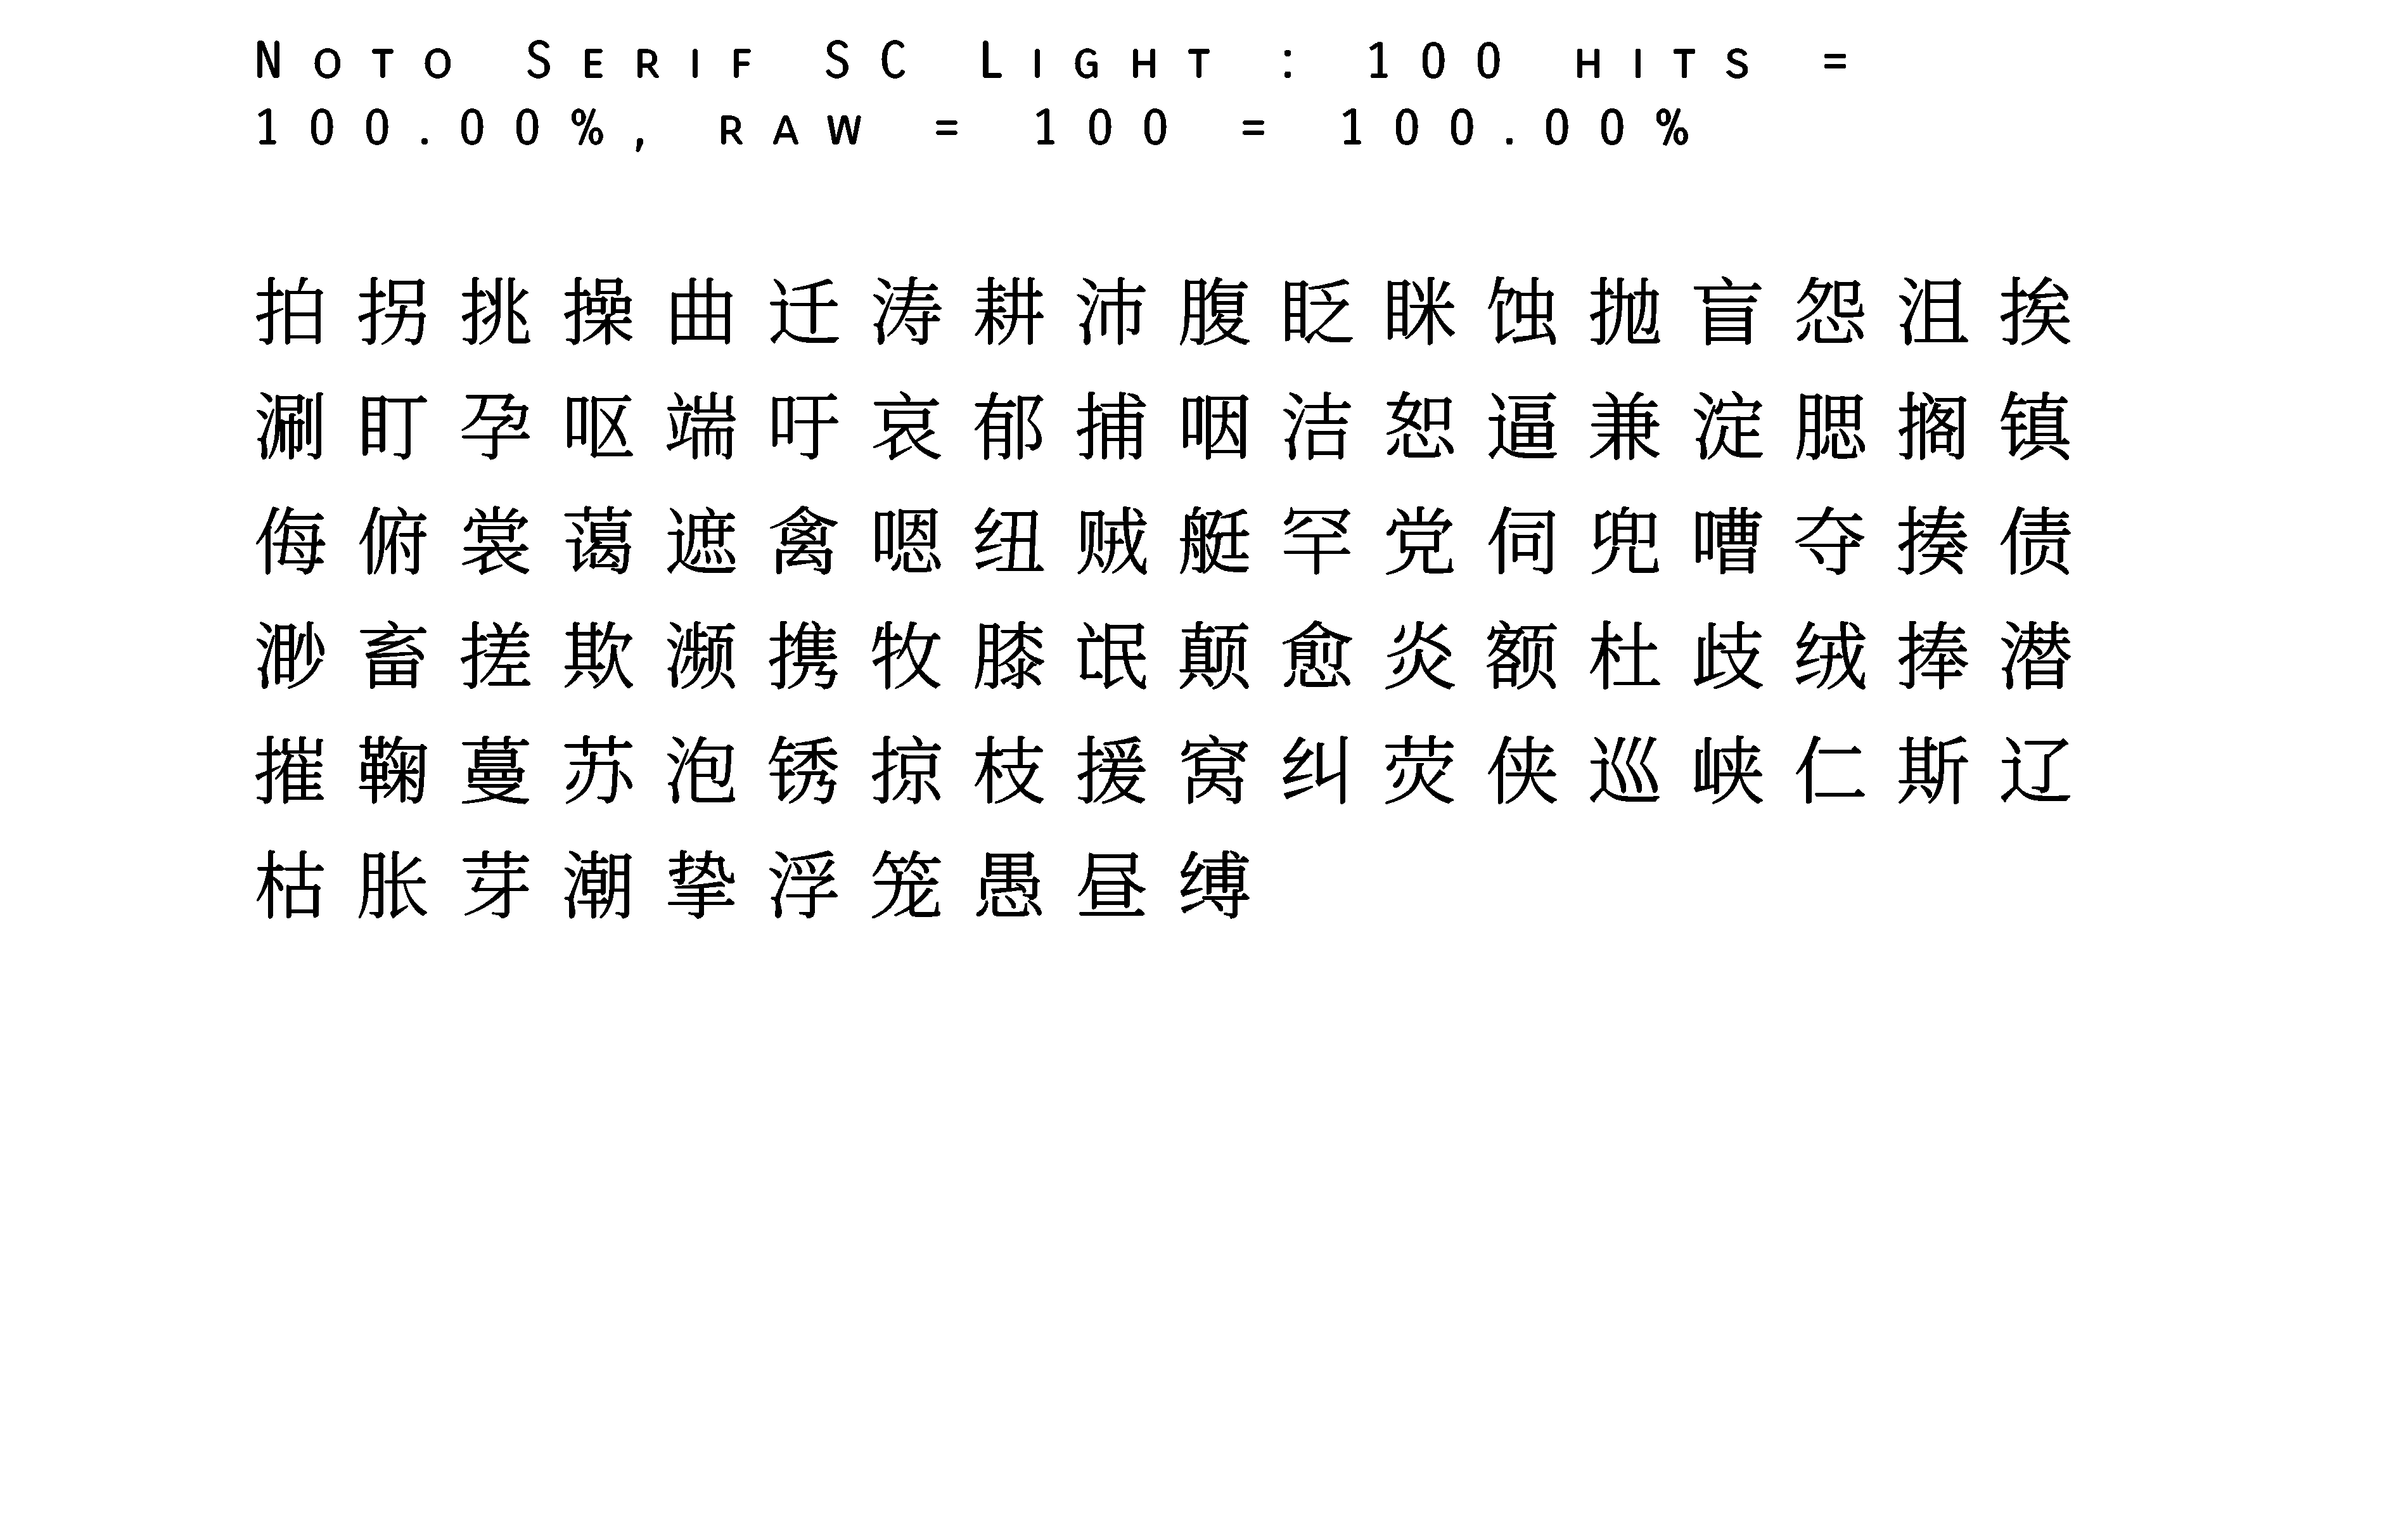 Noto Serif SC Light : 100 hits =
100.00%, raw = 100 = 100.00%
拍拐挑操曲迁涛耕沛腹眨眯蚀抛盲怨沮挨
涮盯孕呕端吁哀郁捕咽洁恕逼兼淀腮搁镇
侮俯裳蔼遮禽嗯纽贼艇罕党伺兜嘈夺揍债
渺畜搓欺濒携牧膝氓颠愈炎额杜歧绒捧潜
摧鞠蔓苏泡锈掠枝援窝纠荧侠巡峡仁斯辽
枯胀芽潮挚浮笼愚昼缚